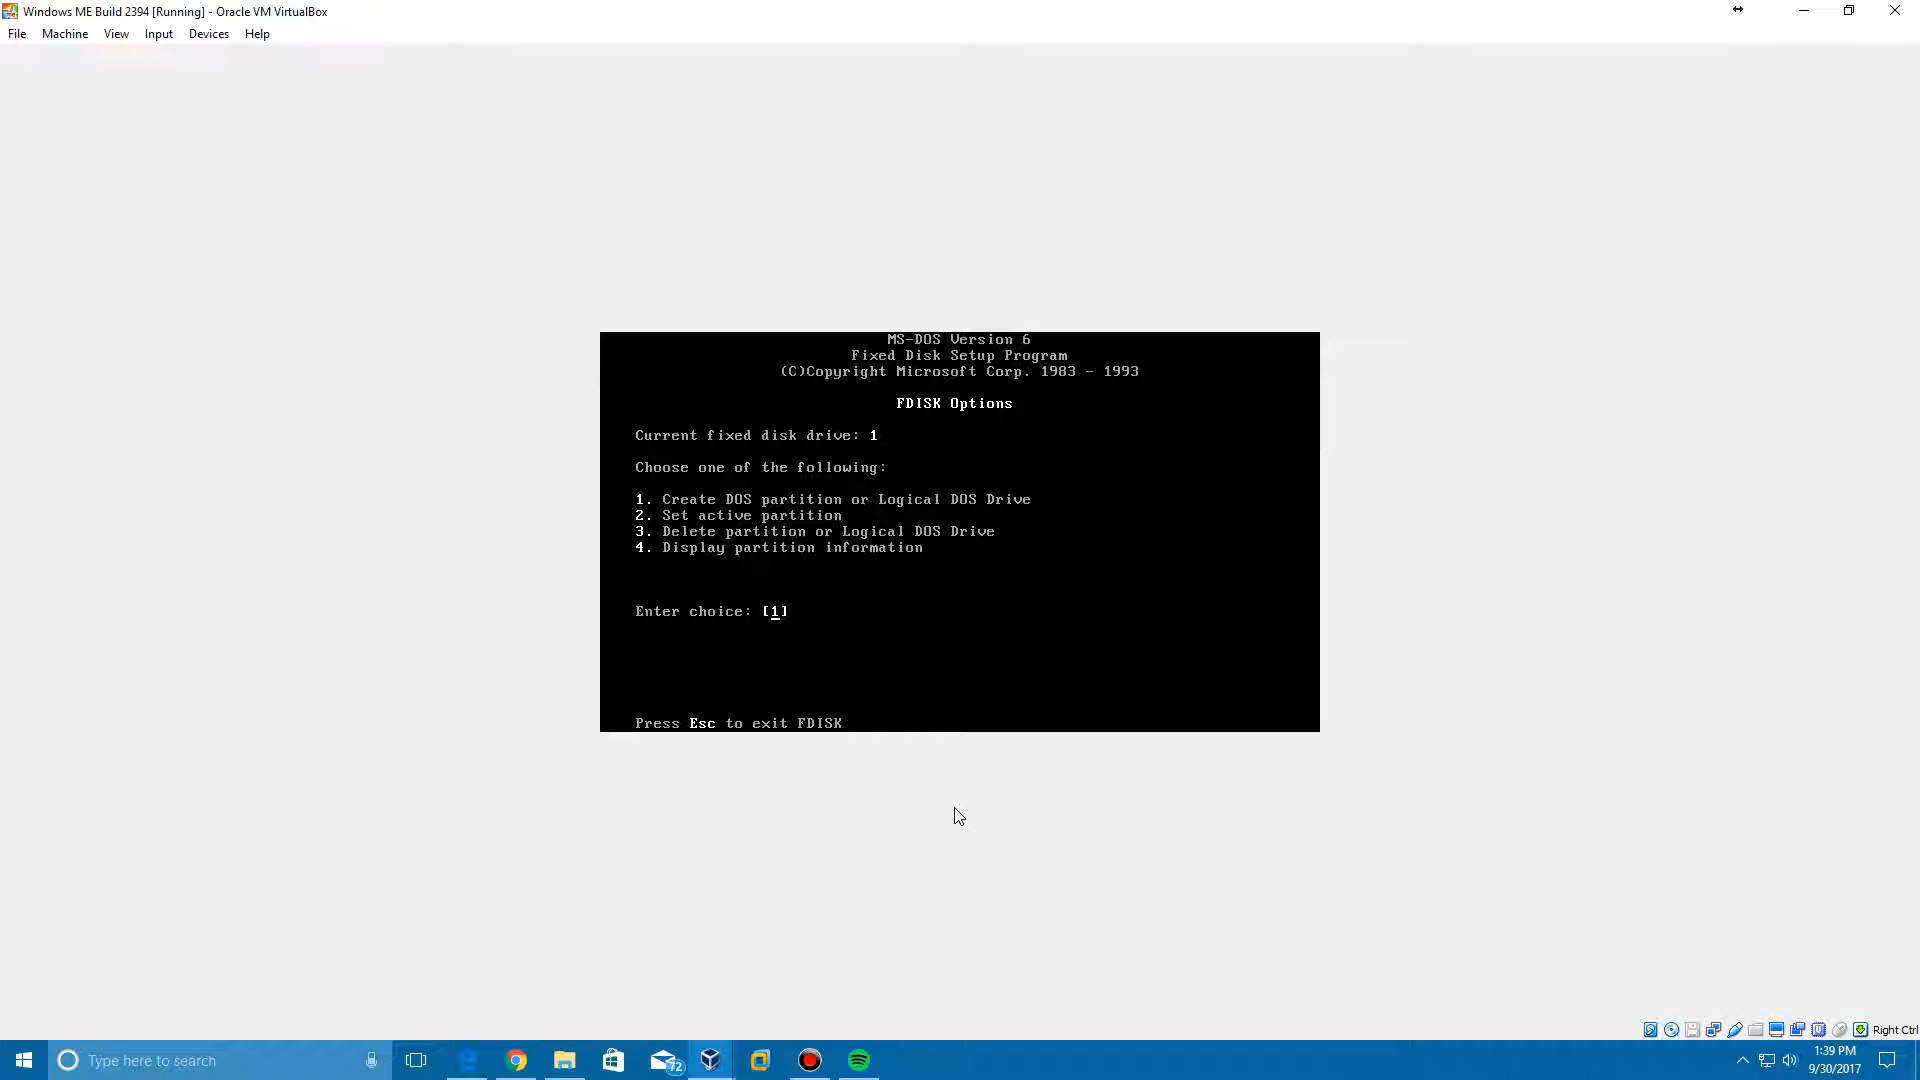 Windows ME Build 2394 [Running] - Oracle VM VirtualBox
File Machine View Input Devices Help
MS-DOS Version 6
Fixed Disk Setup Program
(C)Copyright Microsoft Corp. 1983 - 1993
FDISK Options
Current fixed disk drive: 1
Choose one of the following:
1. Create DOS partition or Logical DOS Drive
2. Set active partition
3. Delete partition or Logical DOS Drive
4. Display partition information
Enter choice: [1]
Press Esc to exit FDISK
Right Ctrl
Type here to search
72
1:39 PM
9/30/2017